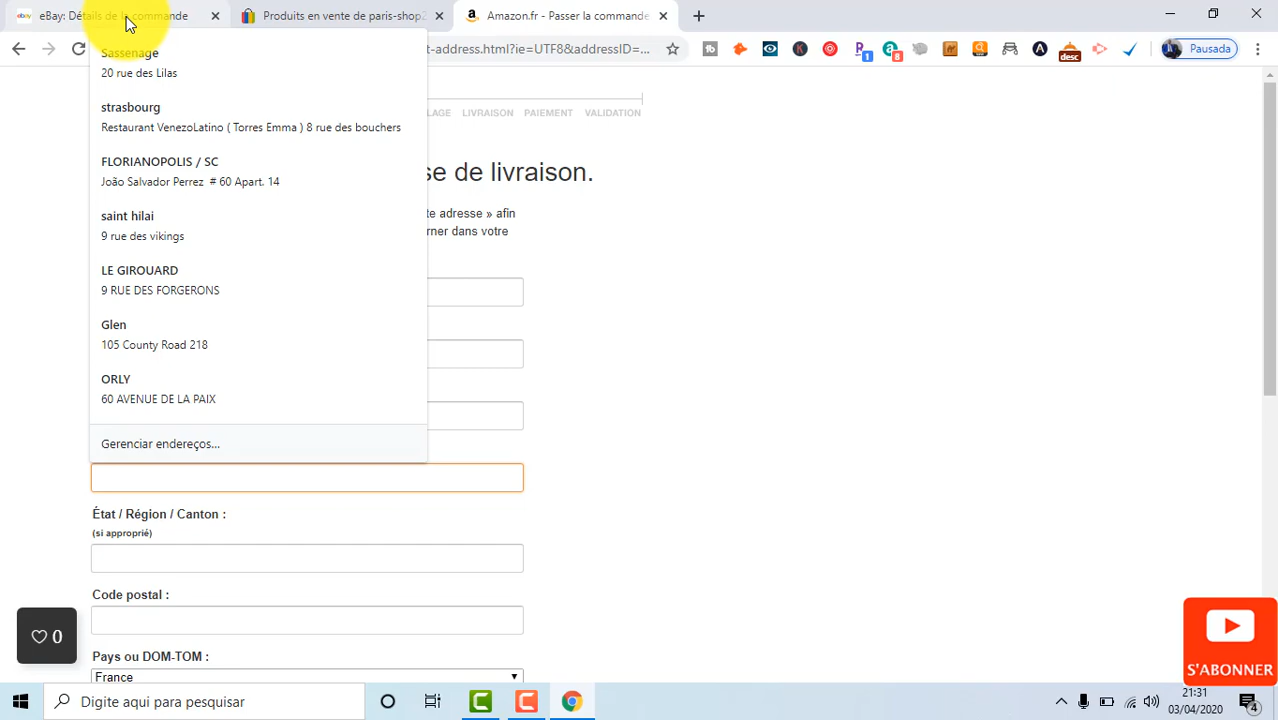 eBay: Détails de la commande
Produits en vente de paris-shop2
Amazon.fr - Passer la commande
t-address.html?ie=UTF8&addressID=...
1
8
desc
Pausada
LAGE LIVRAISON PAIEMENT VALIDATION
se de livraison.
te adresse » afin
rner dans votre
Sassenage
20 rue des Lilas
strasbourg
Restaurant VenezoLatino ( Torres Emma ) 8 rue des bouchers
FLORIANOPOLIS / SC
João Salvador Perrez # 60 Apart. 14
saint hilai
9 rue des vikings
LE GIROUARD
9 RUE DES FORGERONS
Glen
105 County Road 218
ORLY
60 AVENUE DE LA PAIX
Gerenciar endereços...
État / Région / Canton :
(si approprié)
Code postal :
Pays ou DOM-TOM :
France
0
S'ABONNER
Digite aqui para pesquisar
21:31
03/04/2020
4